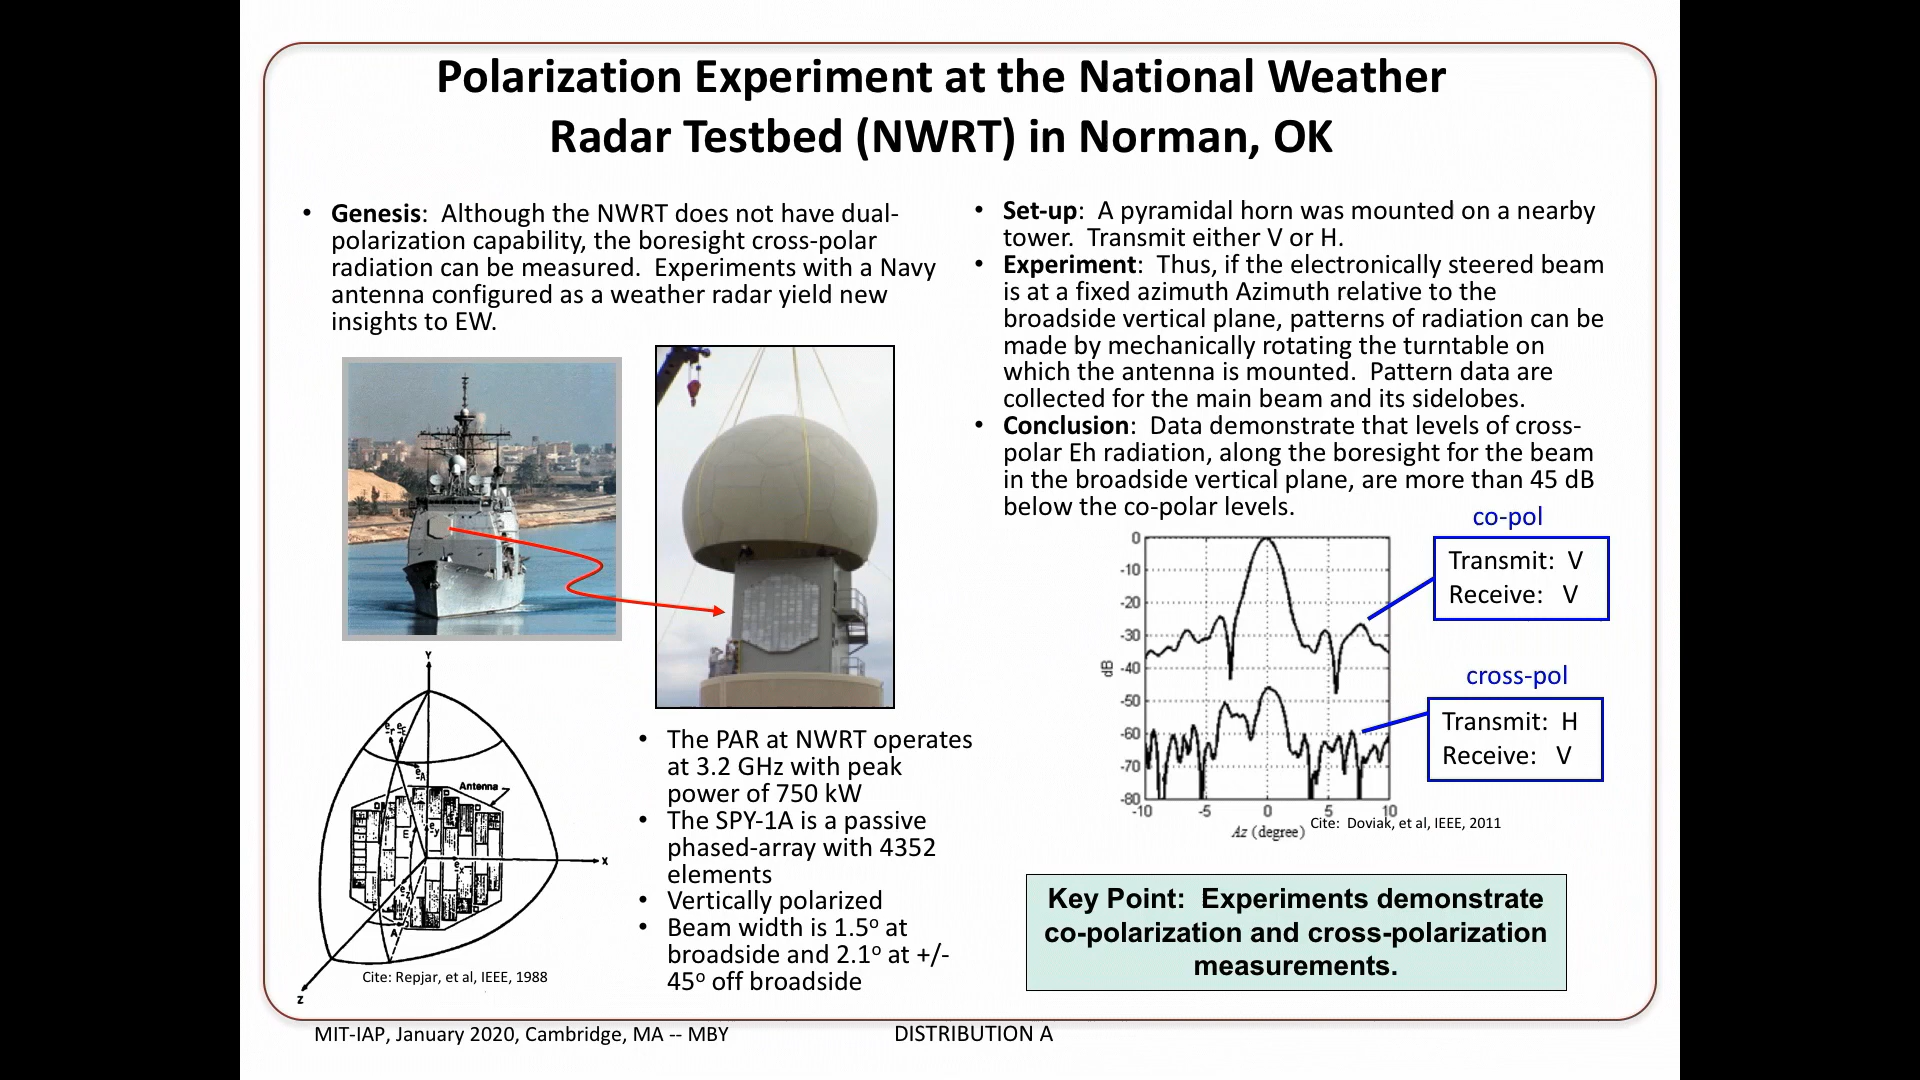 Polarization Experiment at the National Weather
Radar Testbed (NWRT) in Norman, OK
• Genesis:  Although the NWRT does not have dual-
polarization capability, the boresight cross-polar
radiation can be measured.  Experiments with a Navy
antenna configured as a weather radar yield new
insights to EW.
Y
e_r e_E
e_A
Antenna
E
e_y
e_x
e_z
A
x
z
Cite: Repjar, et al, IEEE, 1988
• The PAR at NWRT operates
at 3.2 GHz with peak
power of 750 kW
• The SPY-1A is a passive
phased-array with 4352
elements
• Vertically polarized
• Beam width is 1.5º at
broadside and 2.1º at +/-
45º off broadside
• Set-up:  A pyramidal horn was mounted on a nearby
tower.  Transmit either V or H.
• Experiment:  Thus, if the electronically steered beam
is at a fixed azimuth Azimuth relative to the
broadside vertical plane, patterns of radiation can be
made by mechanically rotating the turntable on
which the antenna is mounted.  Pattern data are
collected for the main beam and its sidelobes.
• Conclusion:  Data demonstrate that levels of cross-
polar Eh radiation, along the boresight for the beam
in the broadside vertical plane, are more than 45 dB
below the co-polar levels.
co-pol
Transmit:  V
Receive:  V
cross-pol
Transmit:  H
Receive:  V
0
-10
-20
-30
-40
-50
-60
-70
-80
dB
-10 -5 0 5 10
Az (degree)
Cite:  Doviak, et al, IEEE, 2011
Key Point:  Experiments demonstrate
co-polarization and cross-polarization
measurements.
MIT-IAP, January 2020, Cambridge, MA -- MBY
DISTRIBUTION A